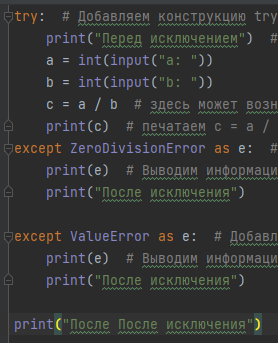 try:  # Добавляем конструкцию try
    print("Перед исключением")  #
    a = int(input("a: "))
    b = int(input("b: "))
    c = a / b  # здесь может возн
    print(c)  # печатаем c = a /
except ZeroDivisionError as e:  #
    print(e)  # Выводим информаци
    print("После исключения")
except ValueError as e:  # Добавл
    print(e)  # Выводим информаци
    print("После исключения")
print("После После исключения")